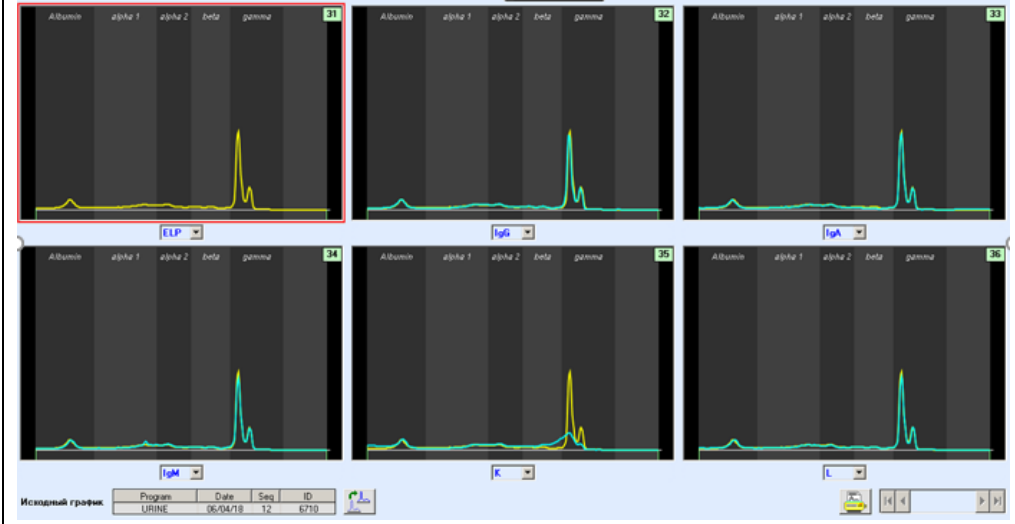 Albumin alpha 1 alpha 2 beta gamma 31
Albumin alpha 1 alpha 2 beta gamma 32
Albumin alpha 1 alpha 2 beta gamma 33
ELP
IgG
IgA
Albumin alpha 1 alpha 2 beta gamma 34
Albumin alpha 1 alpha 2 beta gamma 35
Albumin alpha 1 alpha 2 beta gamma 36
IgM
K
L
Исходный график
Program Date Seq ID
URINE 06/04/18 12 6710